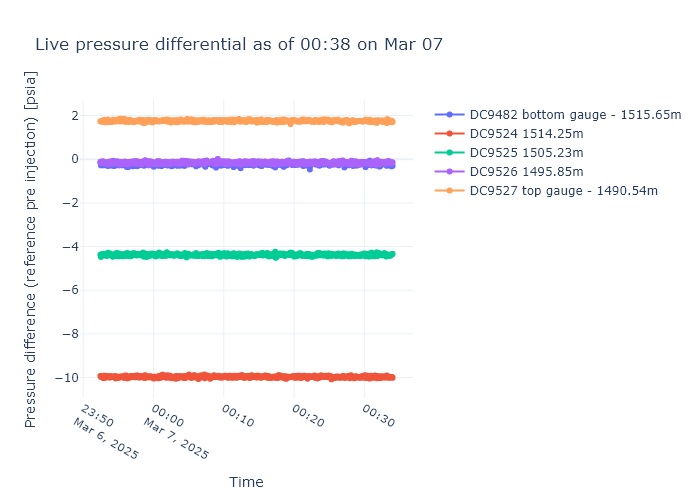 Live pressure differential as of 00:38 on Mar 07
Pressure difference (reference pre injection) [psia]
2
0
−2
−4
−6
−8
−10
23:50
Mar 6, 2025
00:00
Mar 7, 2025
00:10
00:20
00:30
Time
DC9482 bottom gauge - 1515.65m
DC9524 1514.25m
DC9525 1505.23m
DC9526 1495.85m
DC9527 top gauge - 1490.54m